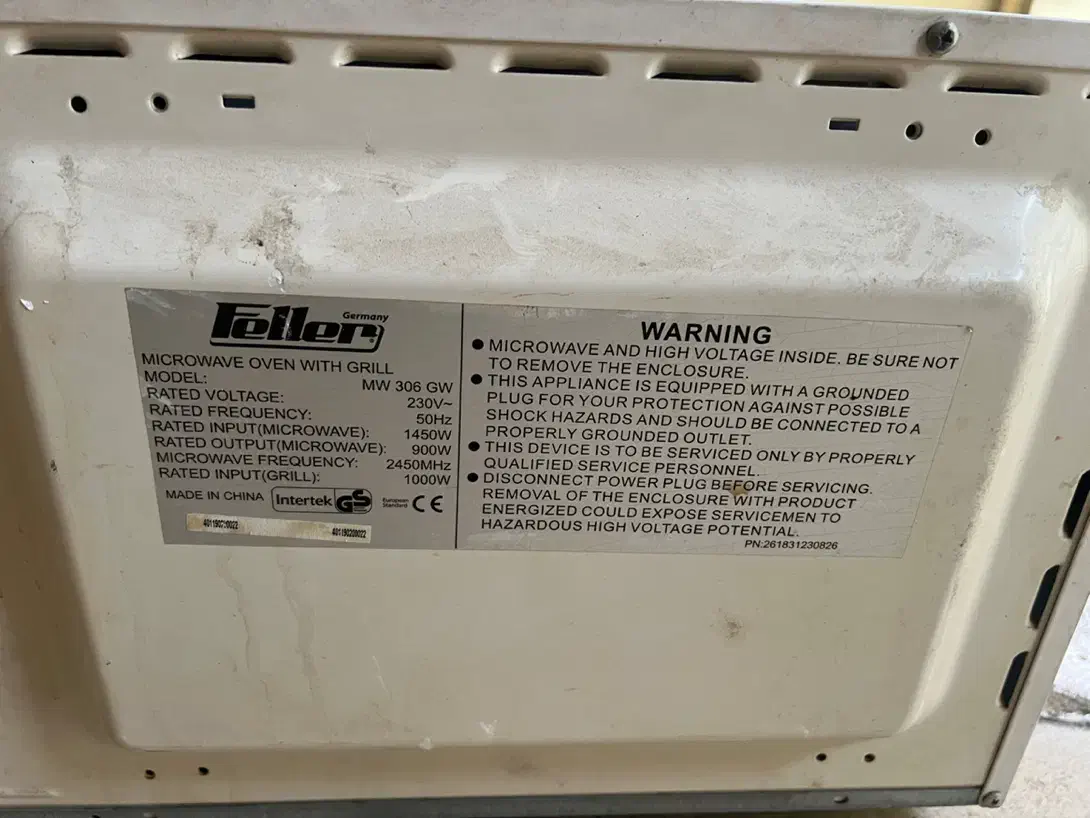 Feller
Germany
MICROWAVE OVEN WITH GRILL
MODEL: MW 306 GW
RATED VOLTAGE: 230V~
RATED FREQUENCY: 50Hz
RATED INPUT(MICROWAVE): 1450W
RATED OUTPUT(MICROWAVE): 900W
MICROWAVE FREQUENCY: 2450MHz
RATED INPUT(GRILL): 1000W
MADE IN CHINA Intertek GS European Standard CE
401190220022
WARNING
● MICROWAVE AND HIGH VOLTAGE INSIDE. BE SURE NOT
TO REMOVE THE ENCLOSURE.
● THIS APPLIANCE IS EQUIPPED WITH A GROUNDED
PLUG FOR YOUR PROTECTION AGAINST POSSIBLE
SHOCK HAZARDS AND SHOULD BE CONNECTED TO A
PROPERLY GROUNDED OUTLET.
● THIS DEVICE IS TO BE SERVICED ONLY BY PROPERLY
QUALIFIED SERVICE PERSONNEL.
● DISCONNECT POWER PLUG BEFORE SERVICING.
REMOVAL OF THE ENCLOSURE WITH PRODUCT
ENERGIZED COULD EXPOSE SERVICEMEN TO
HAZARDOUS HIGH VOLTAGE POTENTIAL.
PN:261831230826